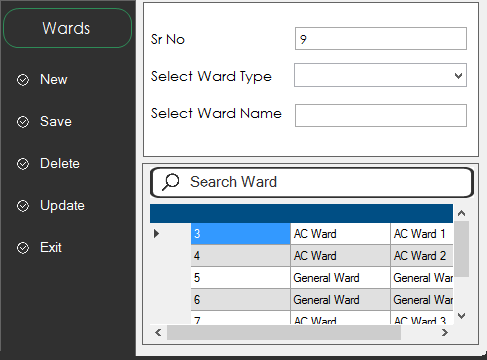 Wards
New
Save
Delete
Update
Exit
Sr No 9
Select Ward Type
Select Ward Name
Search Ward
3 AC Ward AC Ward 1
4 AC Ward AC Ward 2
5 General Ward General War
6 General Ward General War
7 AC Ward AC Ward 3